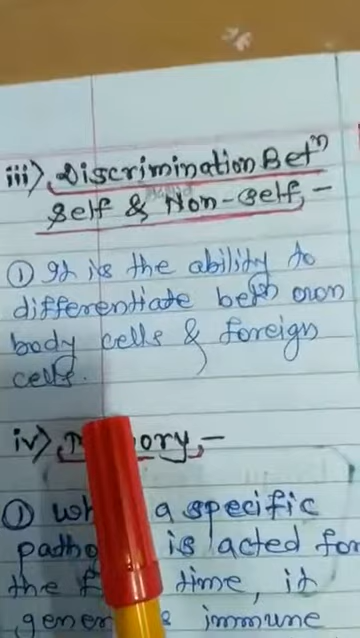 iii) Discrimination Betn
Self & Non-self, -
① It is the ability to
differentiate betn own
body cells & foreign
cells.
iv) ory, -
① a specific
is acted for
the time, it
immune